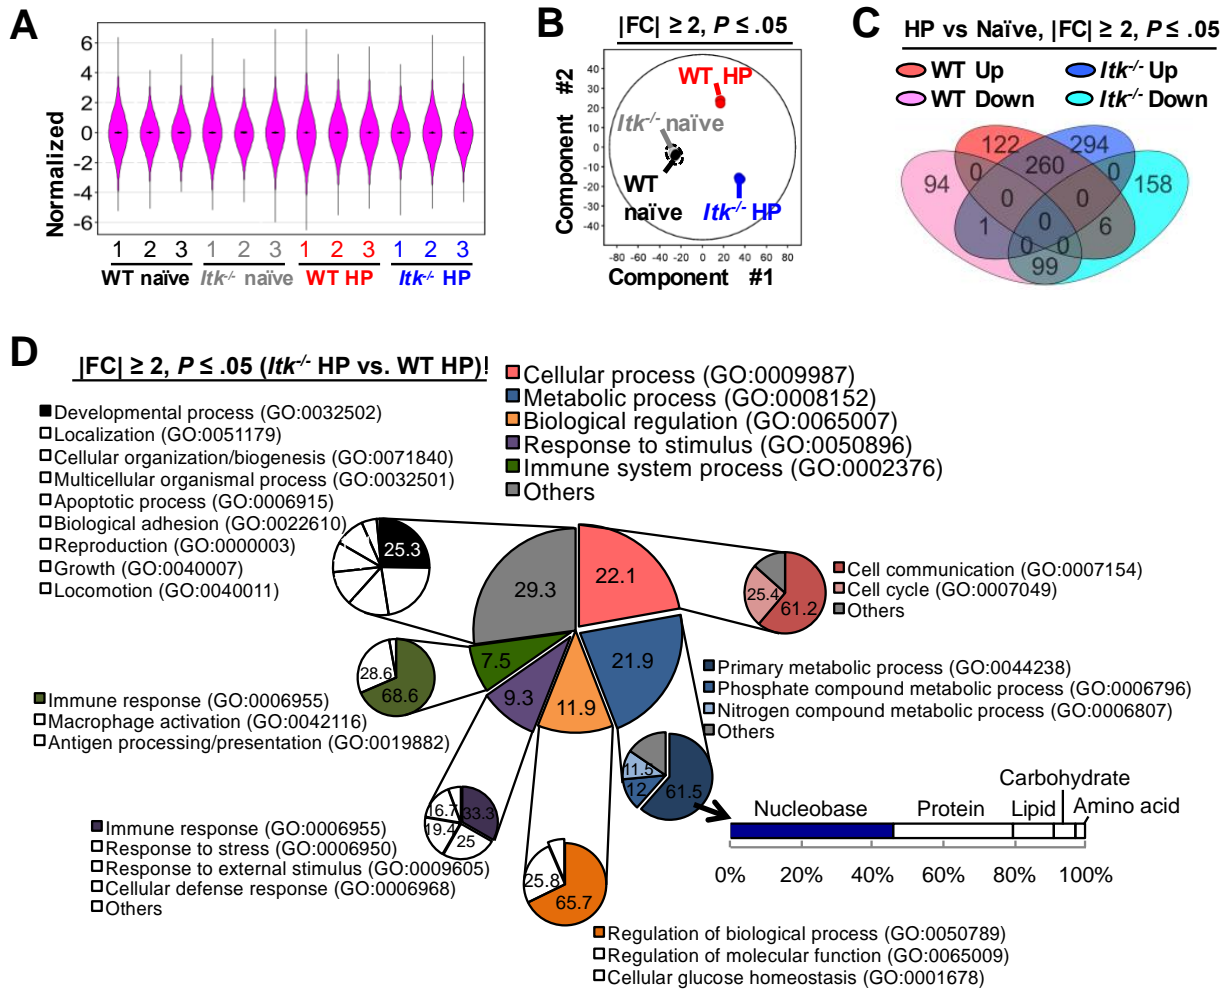 A
Normalized
6
4
2
0
-2
-4
-6
1 2 3 1 2 3 1 2 3 1 2 3
WT naïve Itk-/- naïve WT HP Itk-/- HP
B
|FC| ≥ 2, P ≤ .05
Component #2
40
30
20
10
0
-10
-20
-30
-40
WT HP
Itk-/- naïve
WT
naïve
Itk-/- HP
-80 -60 -40 -20 0 20 40 60 80
Component #1
C
HP vs Naïve, |FC| ≥ 2, P ≤ .05
WT Up Itk-/- Up
WT Down Itk-/- Down
122 294
94 0 260 0 158
0 0
1 0 6
0 0
99
D
|FC| ≥ 2, P ≤ .05 (Itk-/- HP vs. WT HP)!
Developmental process (GO:0032502)
Localization (GO:0051179)
Cellular organization/biogenesis (GO:0071840)
Multicellular organismal process (GO:0032501)
Apoptotic process (GO:0006915)
Biological adhesion (GO:0022610)
Reproduction (GO:0000003)
Growth (GO:0040007)
Locomotion (GO:0040011)
Cellular process (GO:0009987)
Metabolic process (GO:0008152)
Biological regulation (GO:0065007)
Response to stimulus (GO:0050896)
Immune system process (GO:0002376)
Others
25.3
29.3
22.1
21.9
11.9
9.3
7.5
25.4
61.2
Cell communication (GO:0007154)
Cell cycle (GO:0007049)
Others
28.6
68.6
Immune response (GO:0006955)
Macrophage activation (GO:0042116)
Antigen processing/presentation (GO:0019882)
Primary metabolic process (GO:0044238)
Phosphate compound metabolic process (GO:0006796)
Nitrogen compound metabolic process (GO:0006807)
Others
11.5
12
61.5
Carbohydrate
Nucleobase Protein Lipid Amino acid
0% 20% 40% 60% 80% 100%
16.7
33.3
19.4
25
Immune response (GO:0006955)
Response to stress (GO:0006950)
Response to external stimulus (GO:0009605)
Cellular defense response (GO:0006968)
Others
25.8
65.7
Regulation of biological process (GO:0050789)
Regulation of molecular function (GO:0065009)
Cellular glucose homeostasis (GO:0001678)